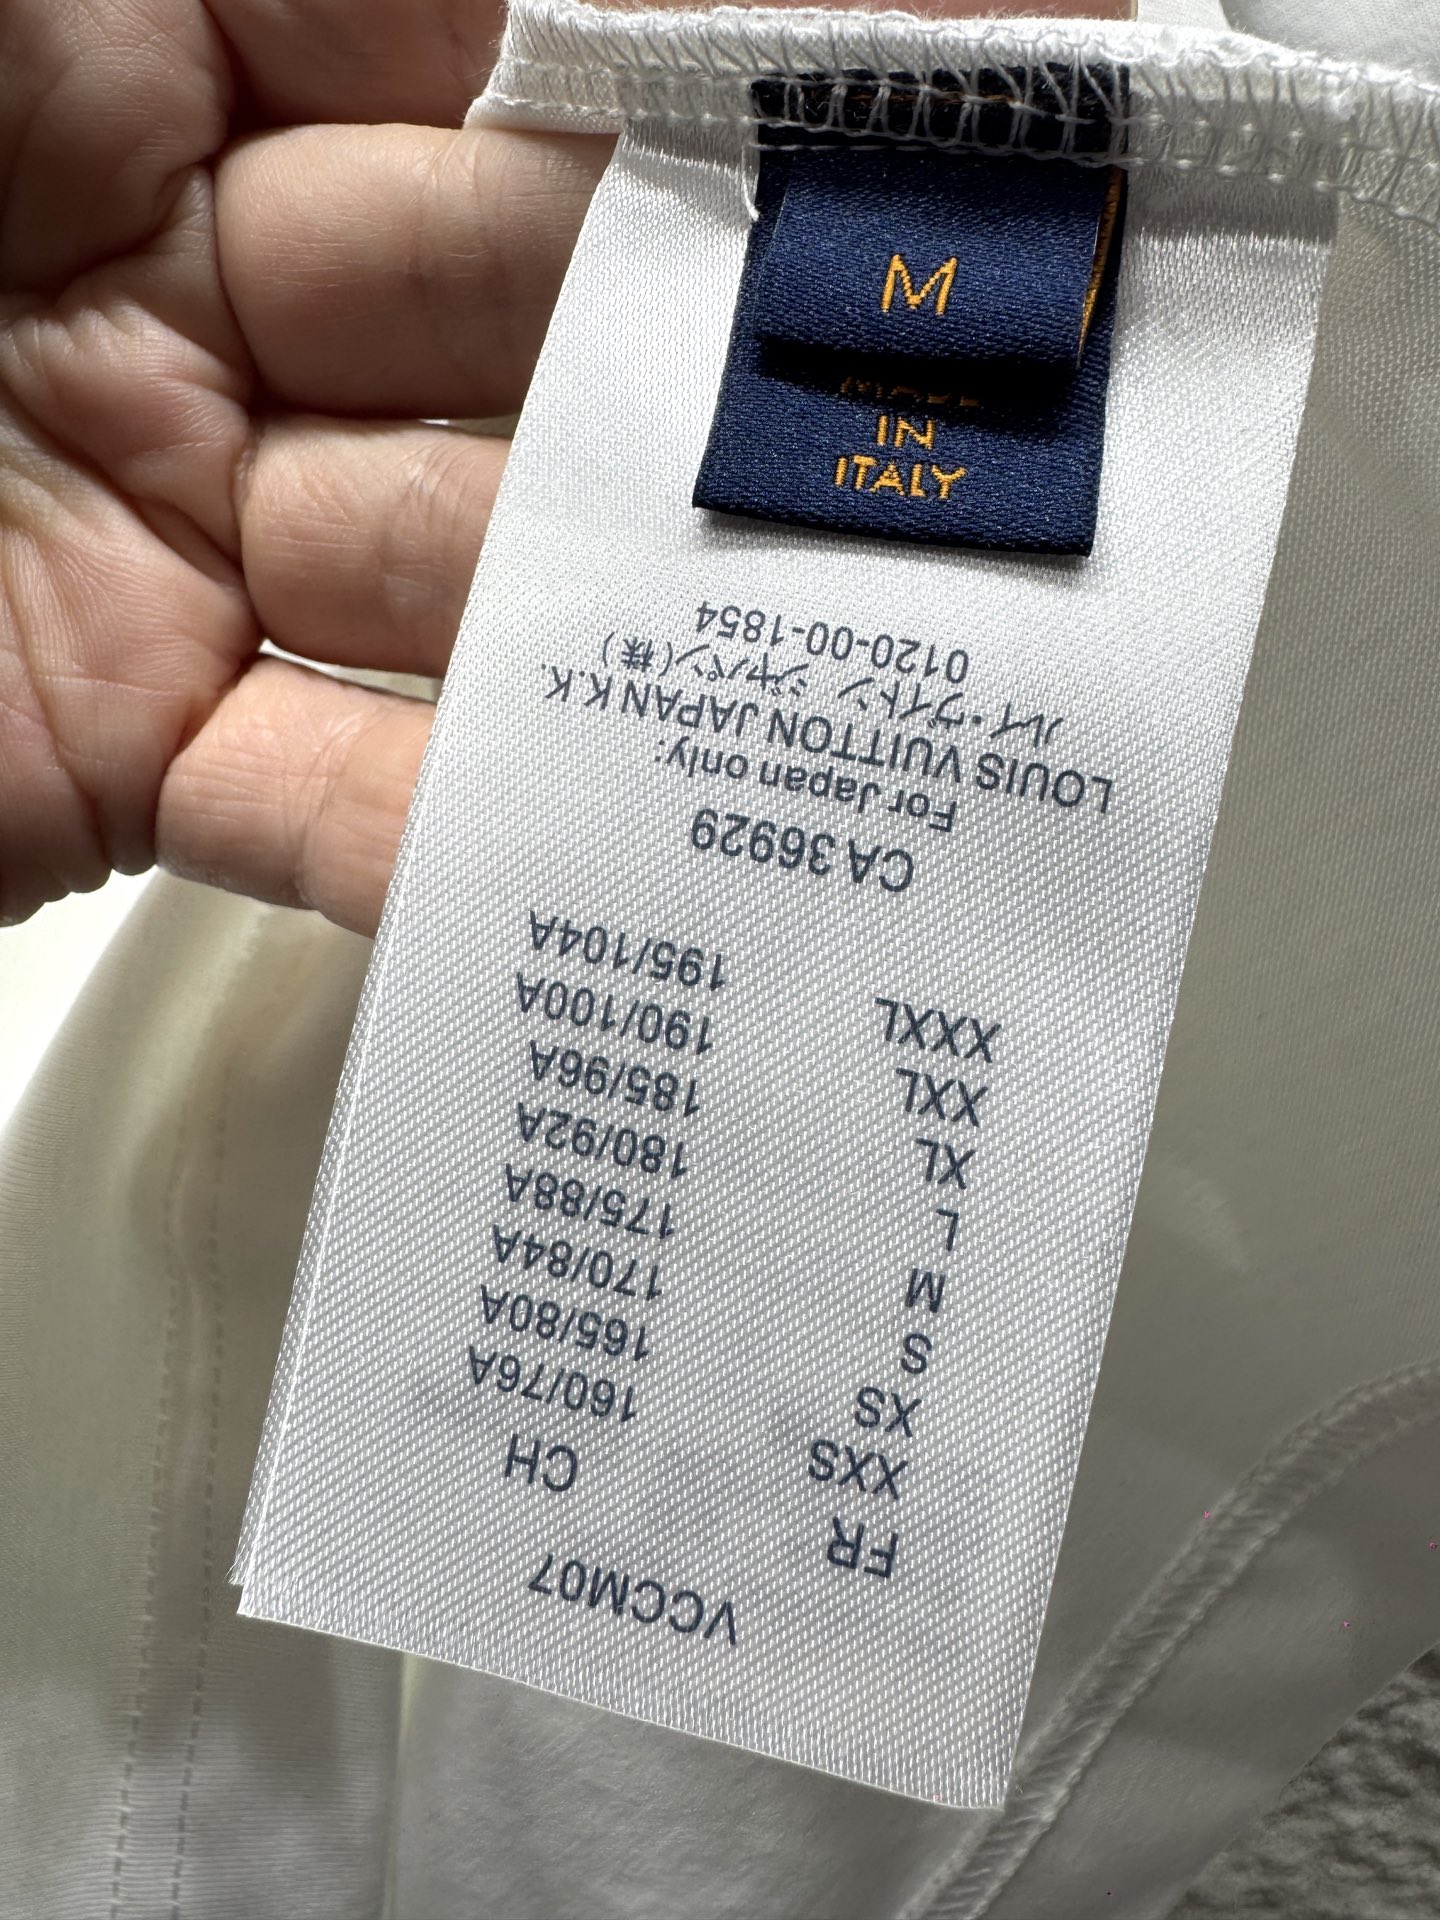 M
MADE
IN
ITALY
VCCM07
FR CH
XXS 160/76A
XS 165/80A
S 170/84A
M 175/88A
L 180/92A
XL 185/96A
XXL 190/100A
XXXL 195/104A
CA 36929
For Japan only:
LOUIS VUITTON JAPAN K.K.
ルイ・ヴィトン ジャパン(株)
0120-00-1854